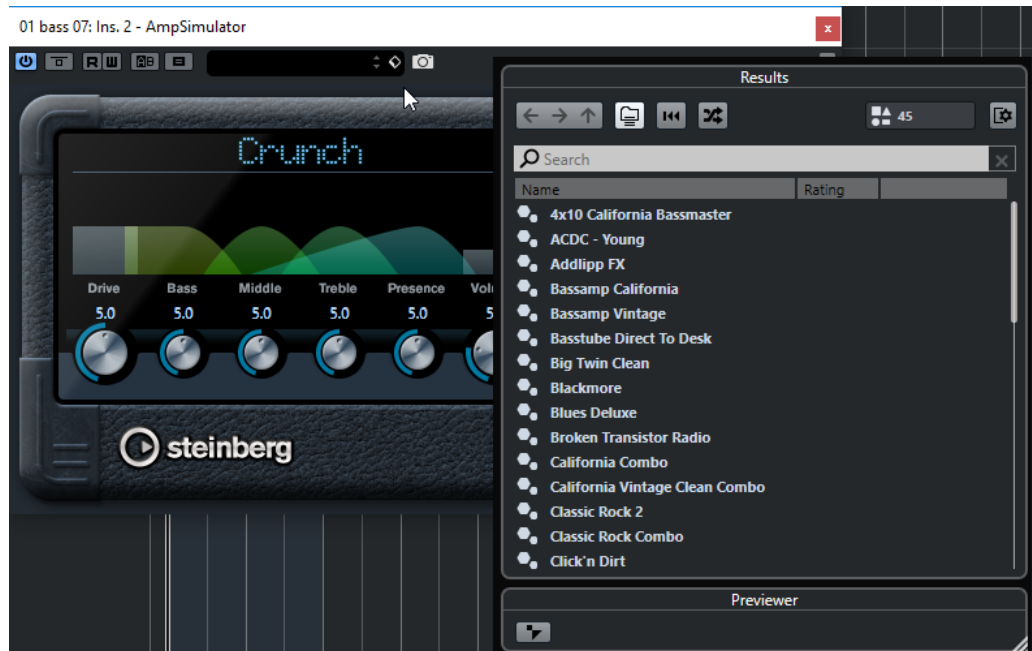 01 bass 07: Ins. 2 - AmpSimulator
x
R W AB
Crunch
Drive Bass Middle Treble Presence
5.0 5.0 5.0 5.0 5.0 5
steinberg
Results
45
Search
Name Rating
4x10 California Bassmaster
ACDC - Young
Addlipp FX
Bassamp California
Bassamp Vintage
Basstube Direct To Desk
Big Twin Clean
Blackmore
Blues Deluxe
Broken Transistor Radio
California Combo
California Vintage Clean Combo
Classic Rock 2
Classic Rock Combo
Click'n Dirt
Previewer